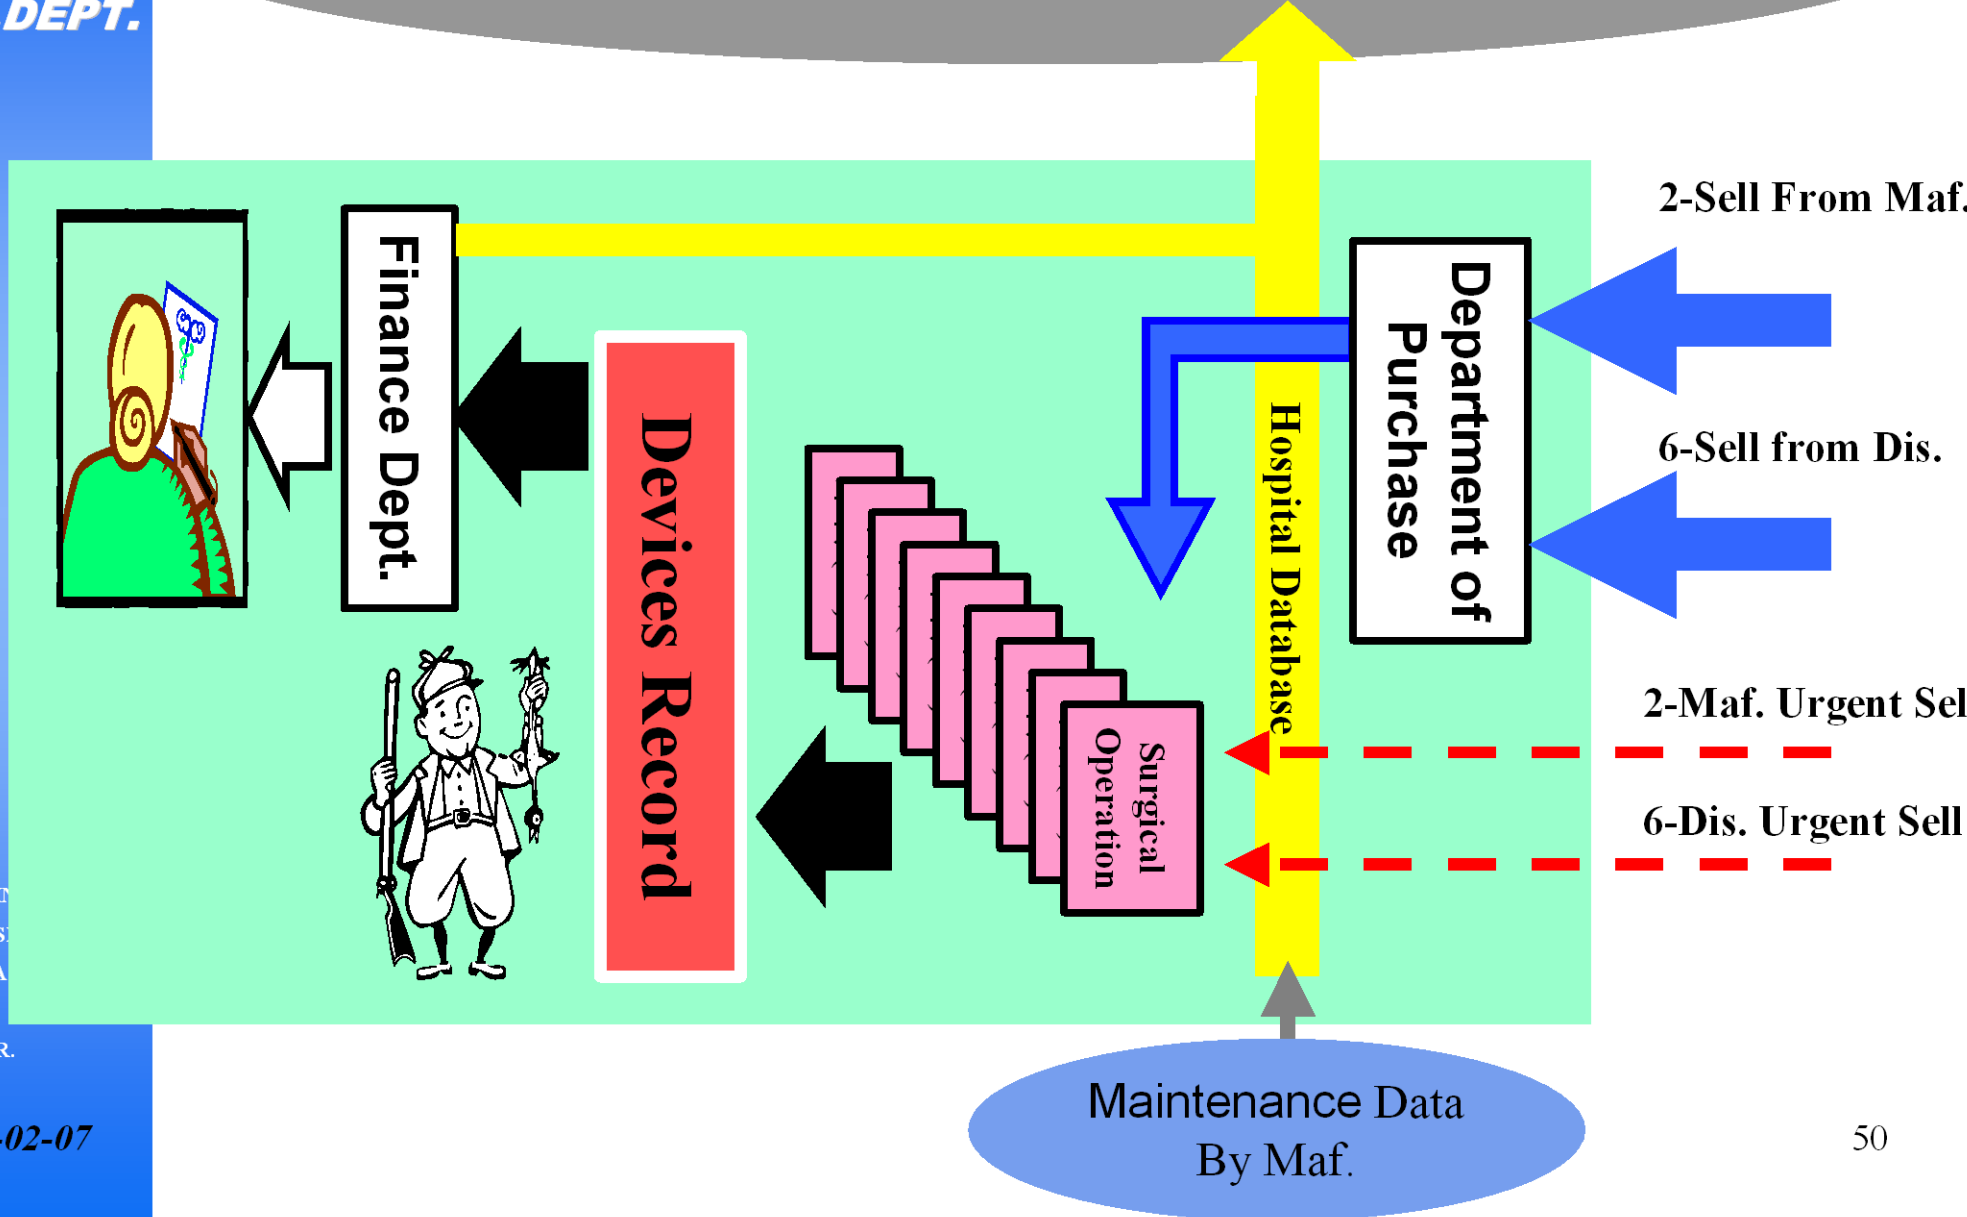 DEPT.
2-Sell From Maf.
Finance Dept.
Department of
Purchase
6-Sell from Dis.
Hospital Database
Devices Record
2-Maf. Urgent Sel
Surgical
Operation
6-Dis. Urgent Sell
R.
-02-07
Maintenance Data
By Maf.
50